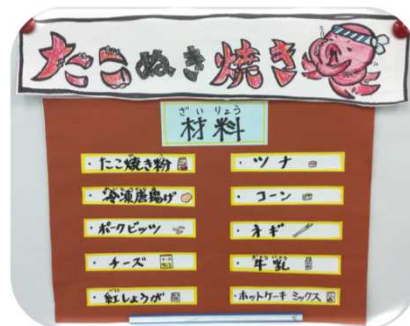 たこぬき焼き
ざいりょう
材料
・たこ焼き粉
・冷凍唐揚げ
・ポークビッツ
・チーズ
・紅しょうが
・ツナ
・コーン
・ネギ
・牛乳
・ホットケーキミックス